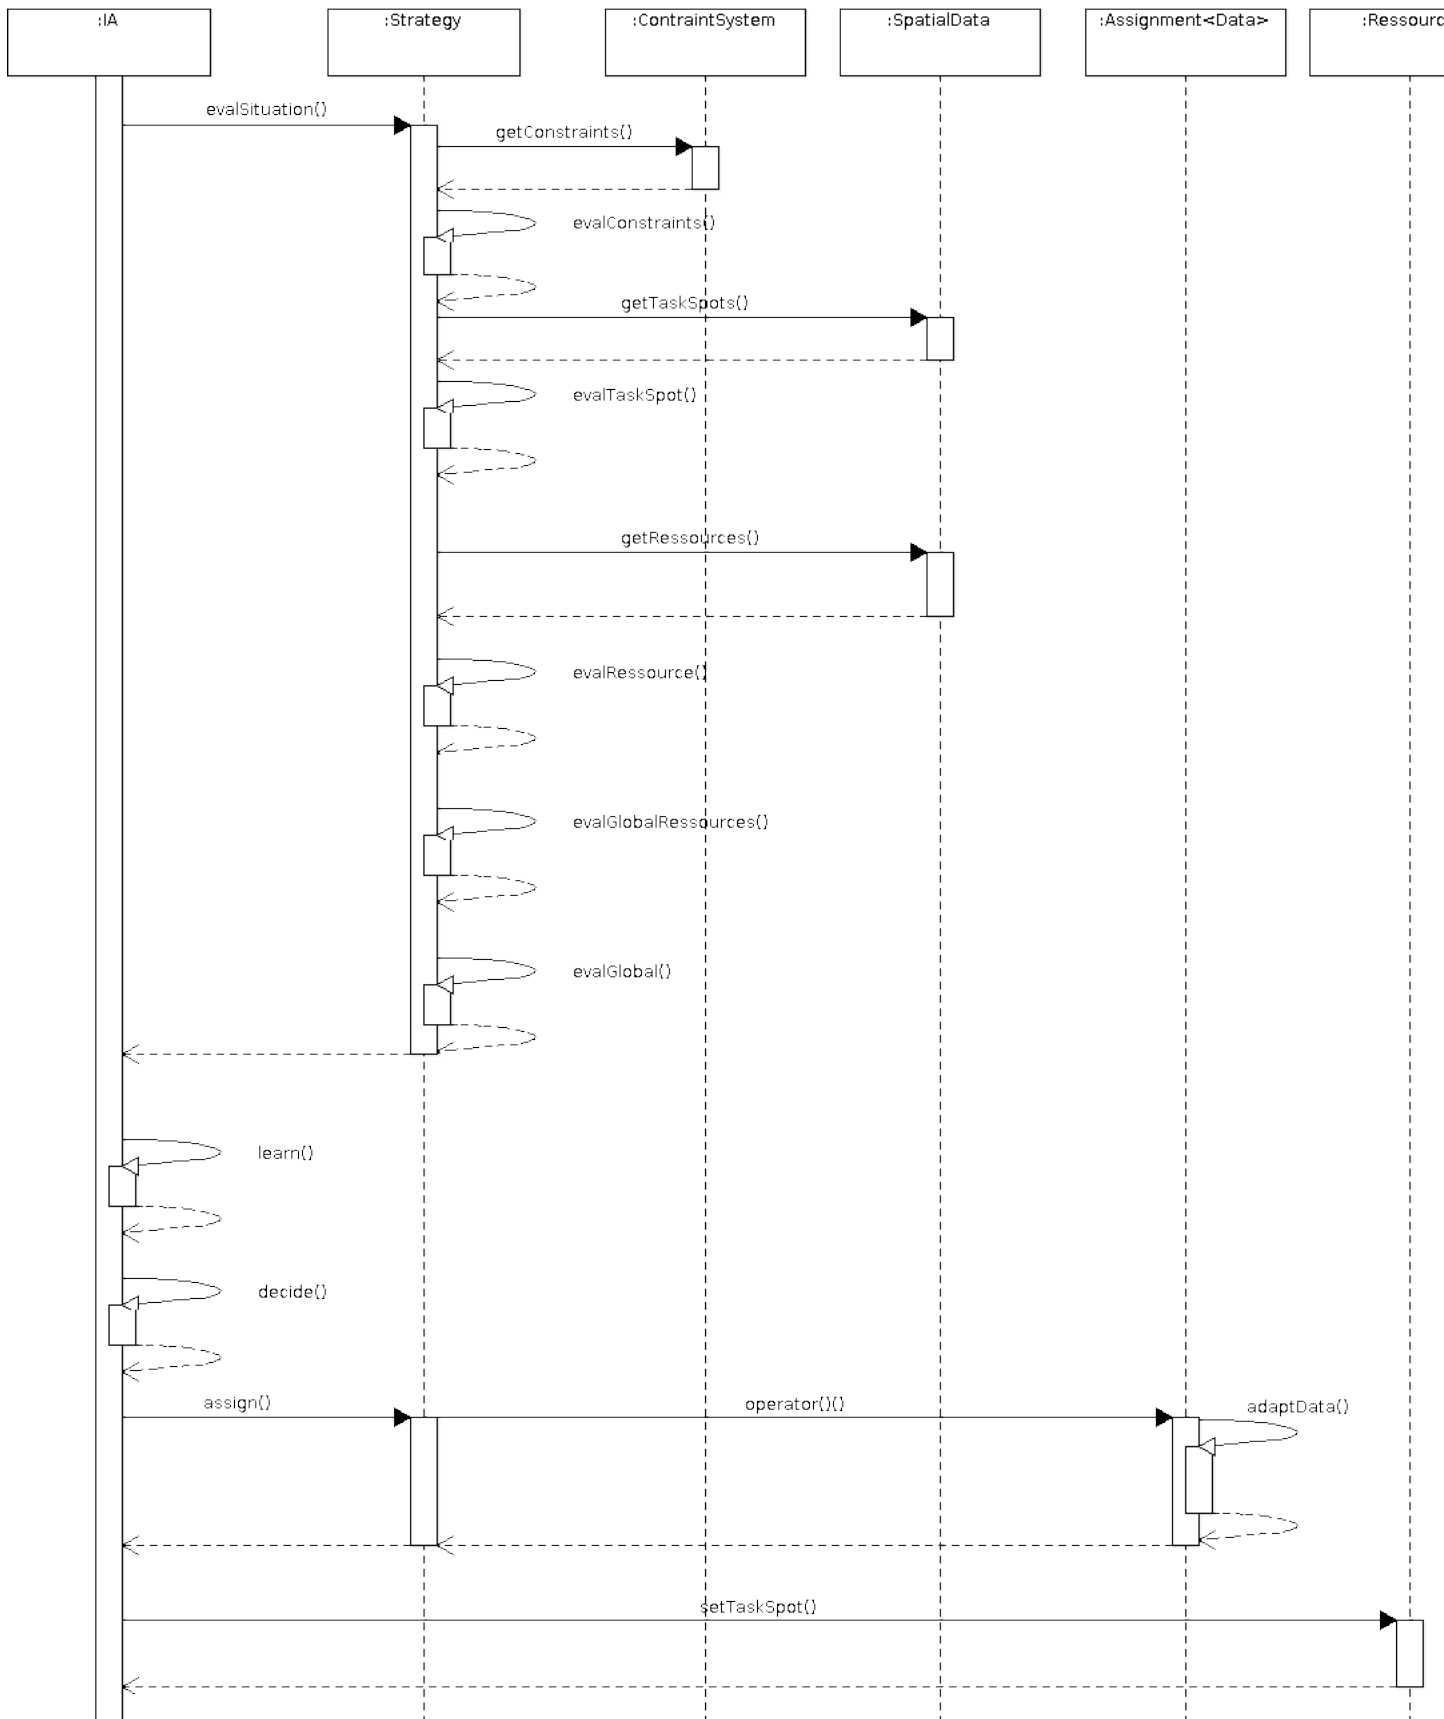 :IA
:Strategy
:ContraintSystem
:SpatialData
:Assignment<Data>
:Ressourc
evalSituation()
getConstraints()
evalConstraints()
getTaskSpots()
evalTaskSpot()
getRessources()
evalRessource()
evalGlobalRessources()
evalGlobal()
learn()
decide()
assign()
operator()()
adaptData()
setTaskSpot()